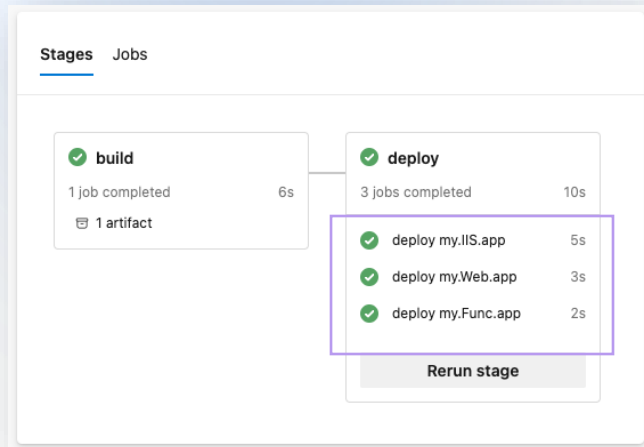 Stages Jobs
build
1 job completed 6s
1 artifact
deploy
3 jobs completed 10s
deploy my.IIS.app 5s
deploy my.Web.app 3s
deploy my.Func.app 2s
Rerun stage